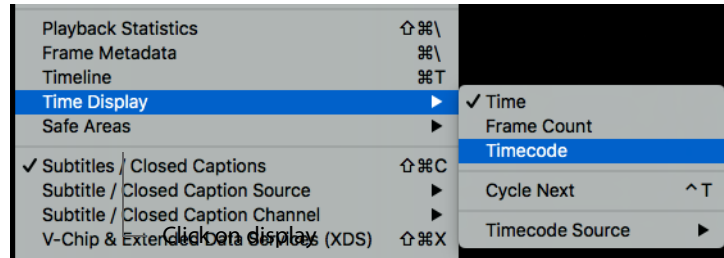 Playback Statistics ⇧⌘\
Frame Metadata ⌘\
Timeline ⌘T
Time Display ▶
Safe Areas ▶
✓ Subtitles / Closed Captions ⇧⌘C
Subtitle / Closed Caption Source ▶
Subtitle / Closed Caption Channel ▶
V-Chip & Extended Data Services (XDS) ⇧⌘X
Click on display
✓ Time
Frame Count
Timecode
Cycle Next ^T
Timecode Source ▶